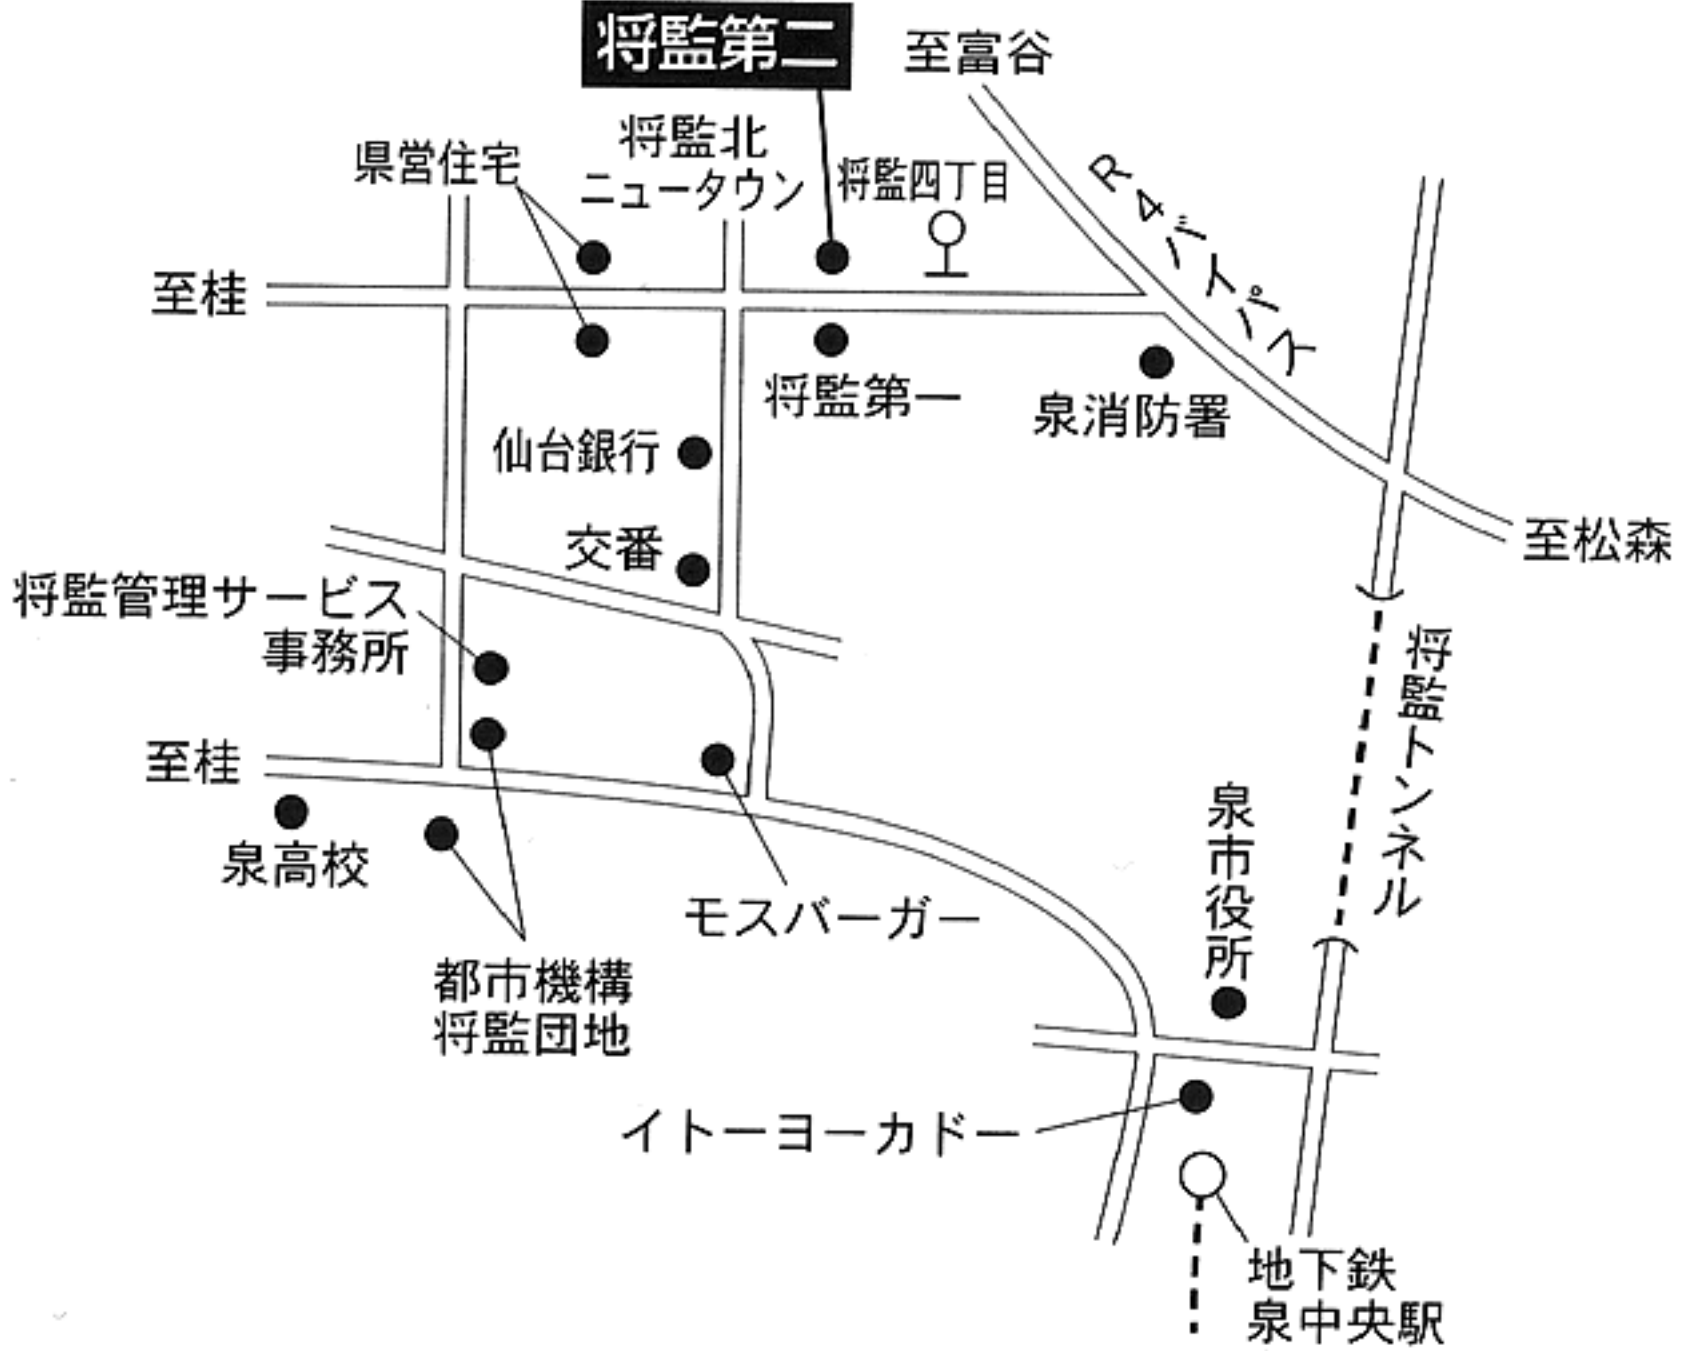 将監第二
至富谷
将監北
ニュータウン
県営住宅
将監四丁目
R4バイパス
至桂
将監第一
泉消防署
仙台銀行
交番
至松森
将監管理サービス
事務所
将監トンネル
至桂
泉高校
モスバーガー
泉市役所
都市機構
将監団地
イトーヨーカドー
地下鉄
泉中央駅